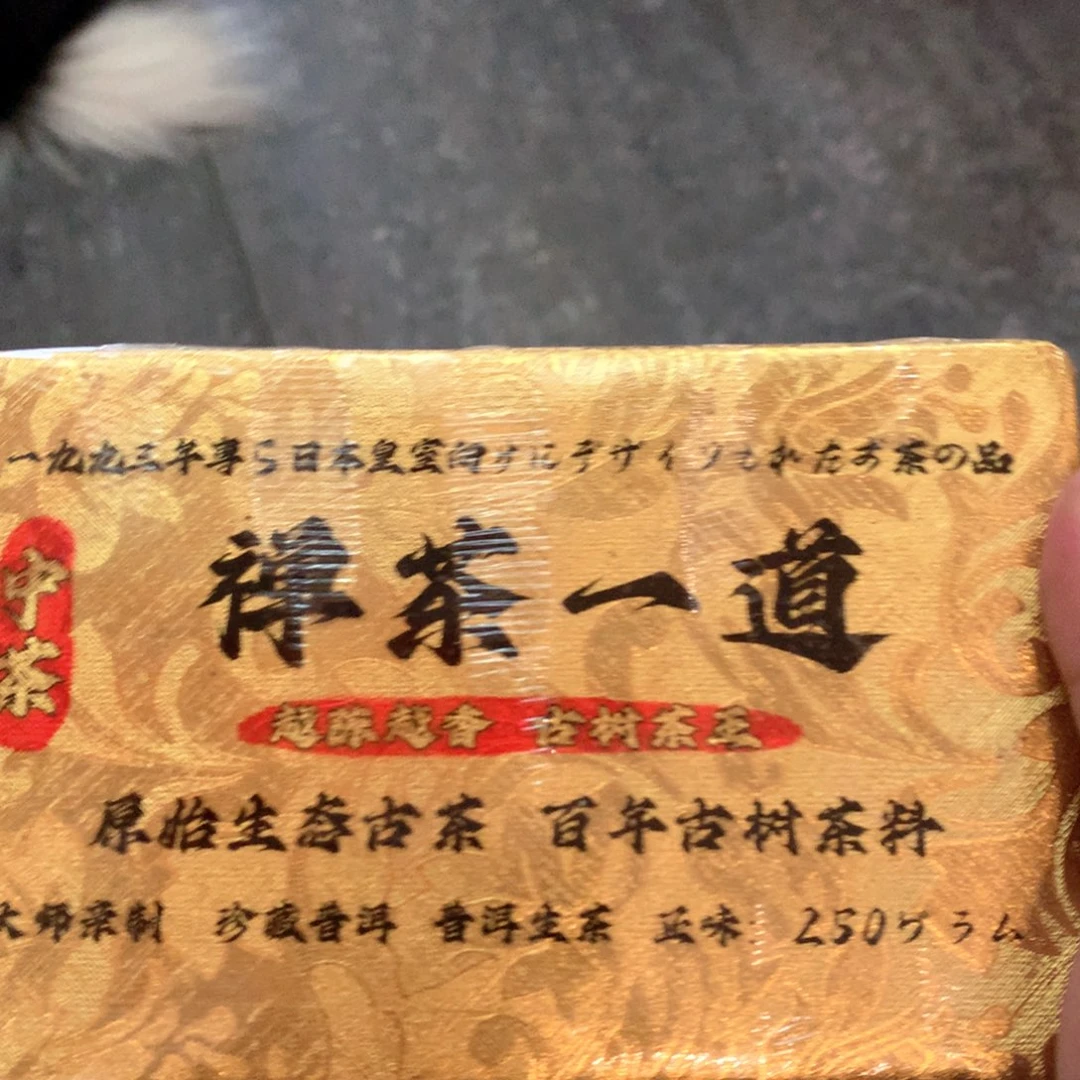 一九九三年専ら日本皇室向けにデザインされたお茶の品
中茶
禅茶一道
越陈越香 古树茶王
原始生态古茶 百年古树茶料
大师亲制 珍藏普洱 普洱生茶 正味 250グラム